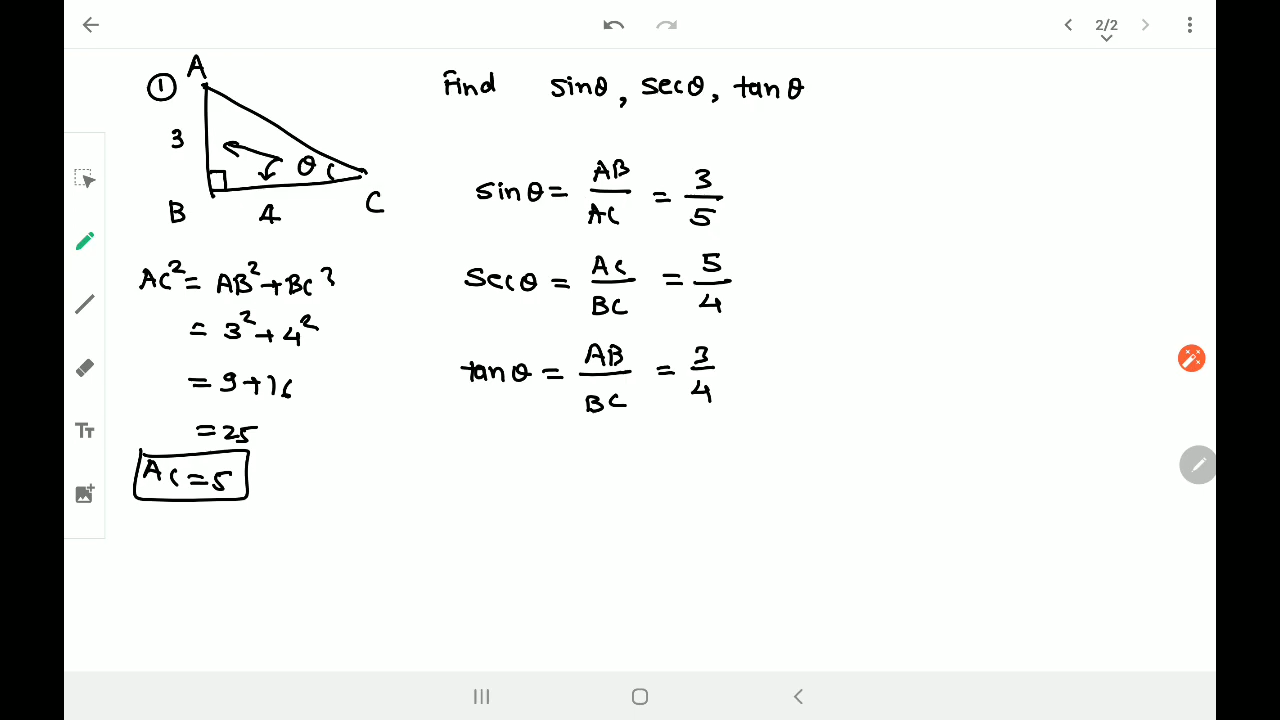 2/2
① A
3
θ
B 4 C
Find sinθ, secθ, tanθ
AC² = AB² + BC²
= 3² + 4²
= 9 + 16
= 25
AC = 5
sinθ = AB/AC = 3/5
secθ = AC/BC = 5/4
tanθ = AB/BC = 3/4
Tт